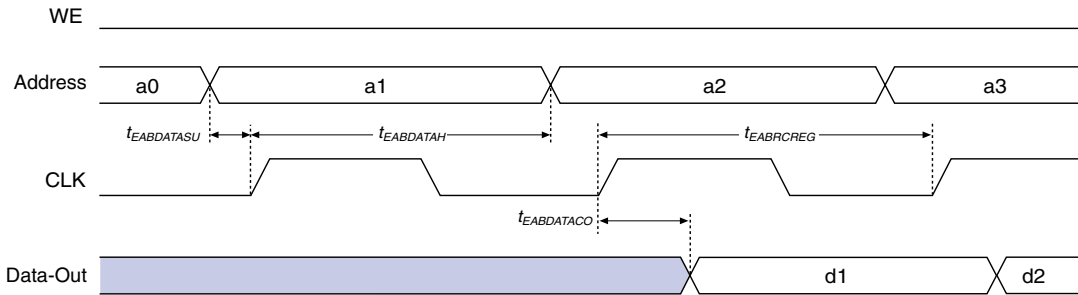 WE
Address a0 a1 a2 a3
tEABDATASU tEABDATAH tEABRCREG
CLK
tEABDATACO
Data-Out d1 d2